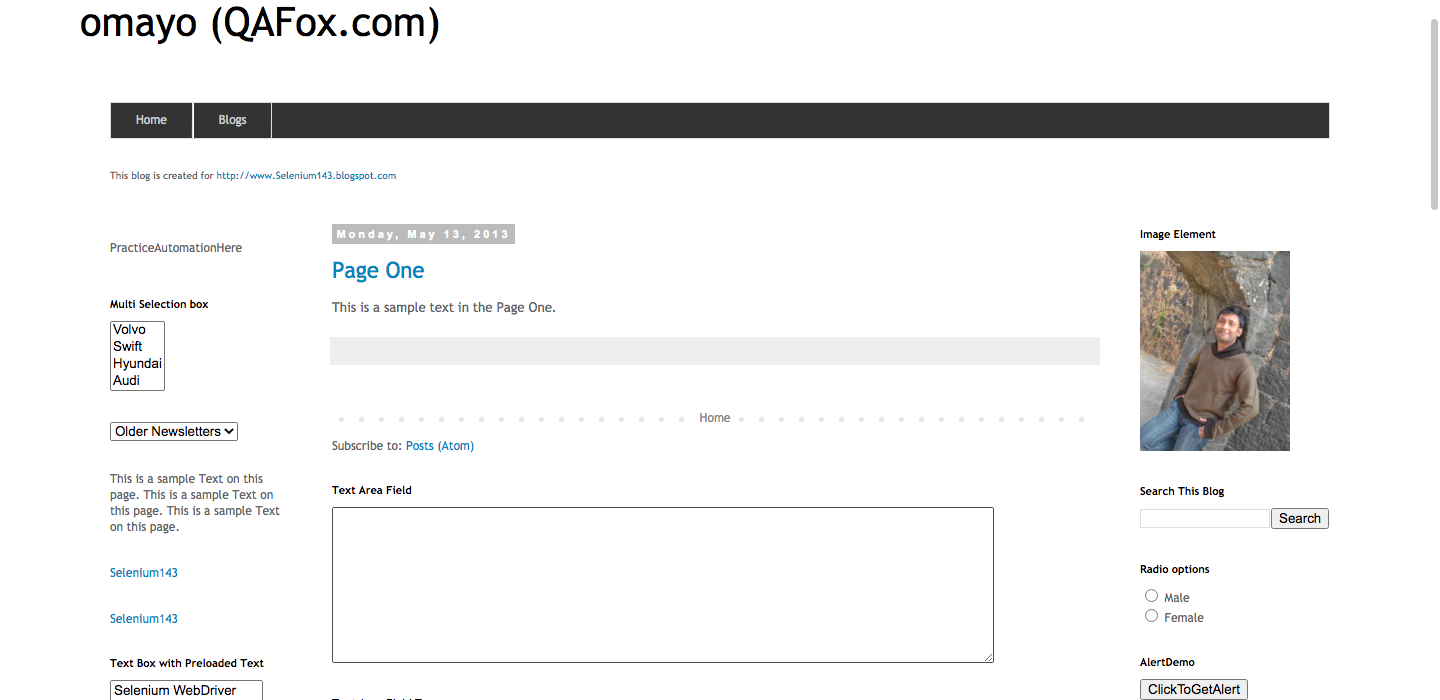 omayo (QAFox.com)
Home
Blogs
This blog is created for http://www.Selenium143.blogspot.com
PracticeAutomationHere
Multi Selection box
Volvo
Swift
Hyundai
Audi
Older Newsletters
This is a sample Text on this
page. This is a sample Text on
this page. This is a sample Text
on this page.
Selenium143
Selenium143
Text Box with Preloaded Text
Selenium WebDriver
Monday, May 13, 2013
Page One
This is a sample text in the Page One.
Home
Subscribe to: Posts (Atom)
Text Area Field
Image Element
Search This Blog
Search
Radio options
Male
Female
AlertDemo
ClickToGetAlert